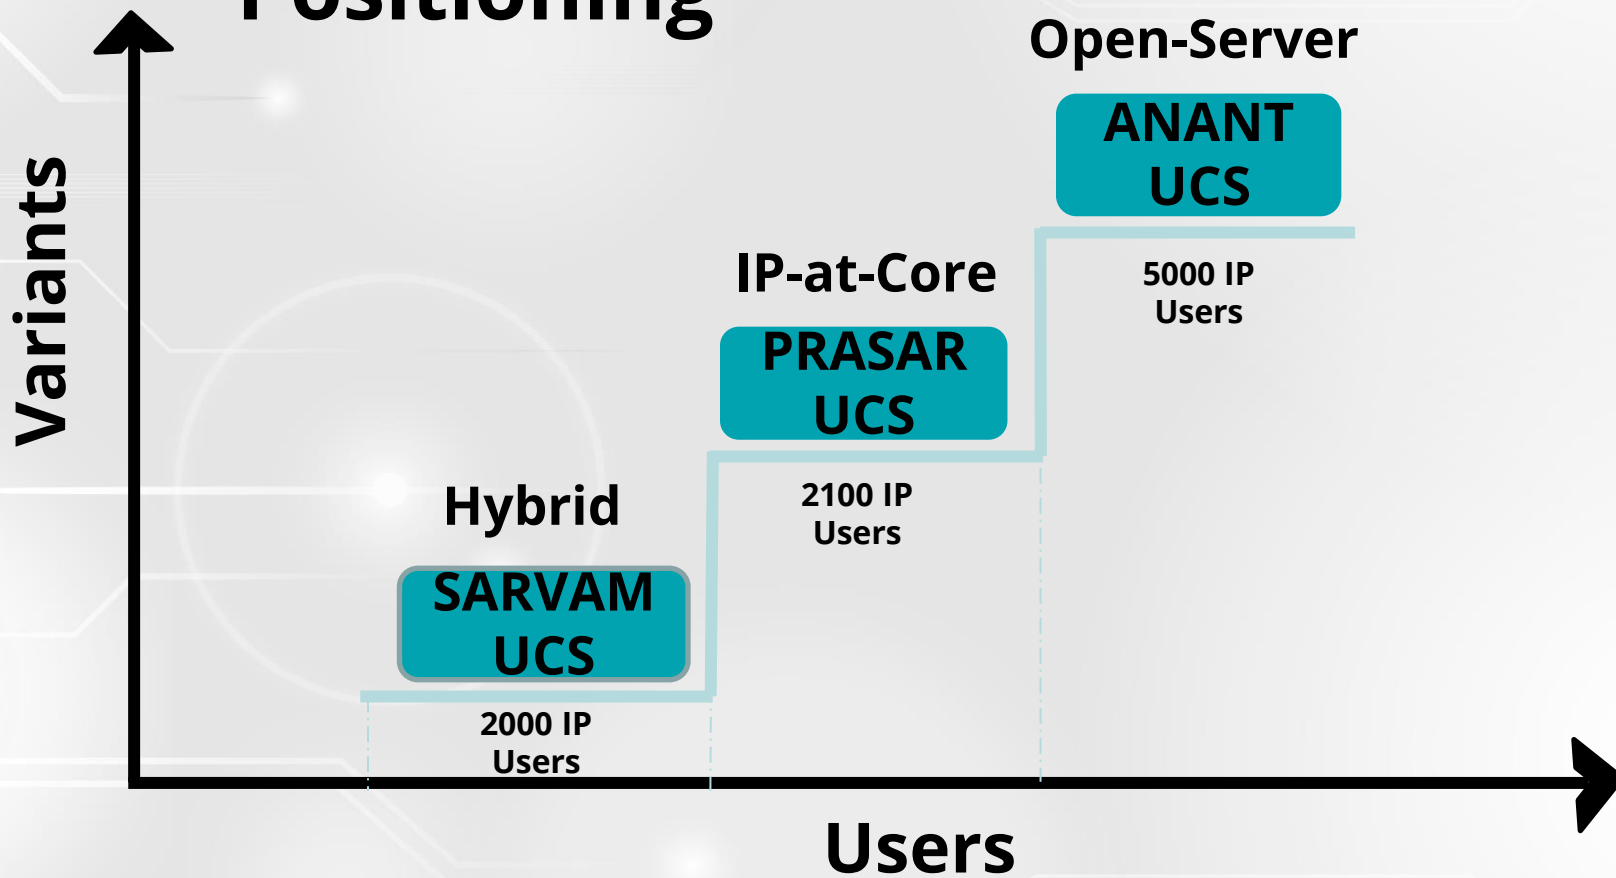 Positioning
Open-Server
ANANT
UCS
5000 IP
Users
IP-at-Core
PRASAR
UCS
2100 IP
Users
Hybrid
SARVAM
UCS
2000 IP
Users
Variants
Users